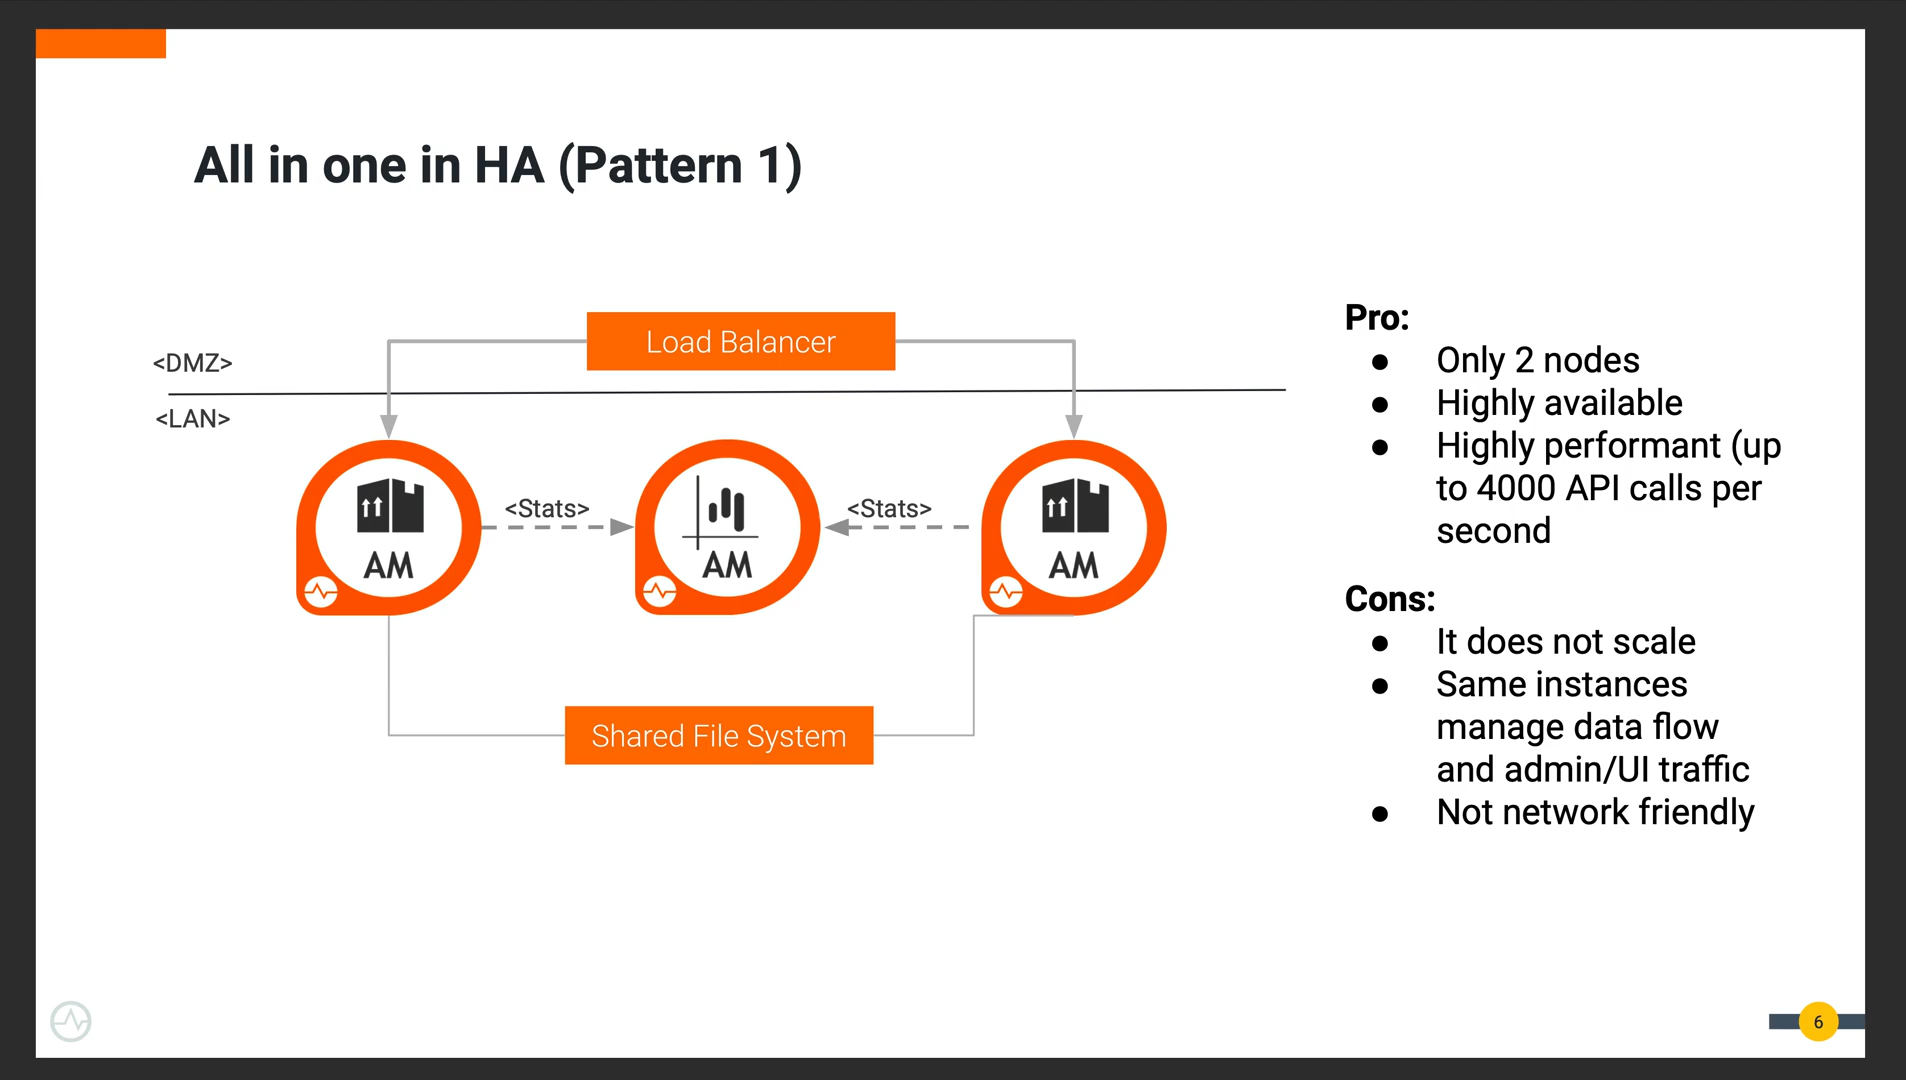 All in one in HA (Pattern 1)
Load Balancer
<DMZ>
<LAN>
<Stats>
<Stats>
AM
AM
AM
Shared File System
Pro:
● Only 2 nodes
● Highly available
● Highly performant (up
to 4000 API calls per
second
Cons:
● It does not scale
● Same instances
manage data flow
and admin/UI traffic
● Not network friendly
6